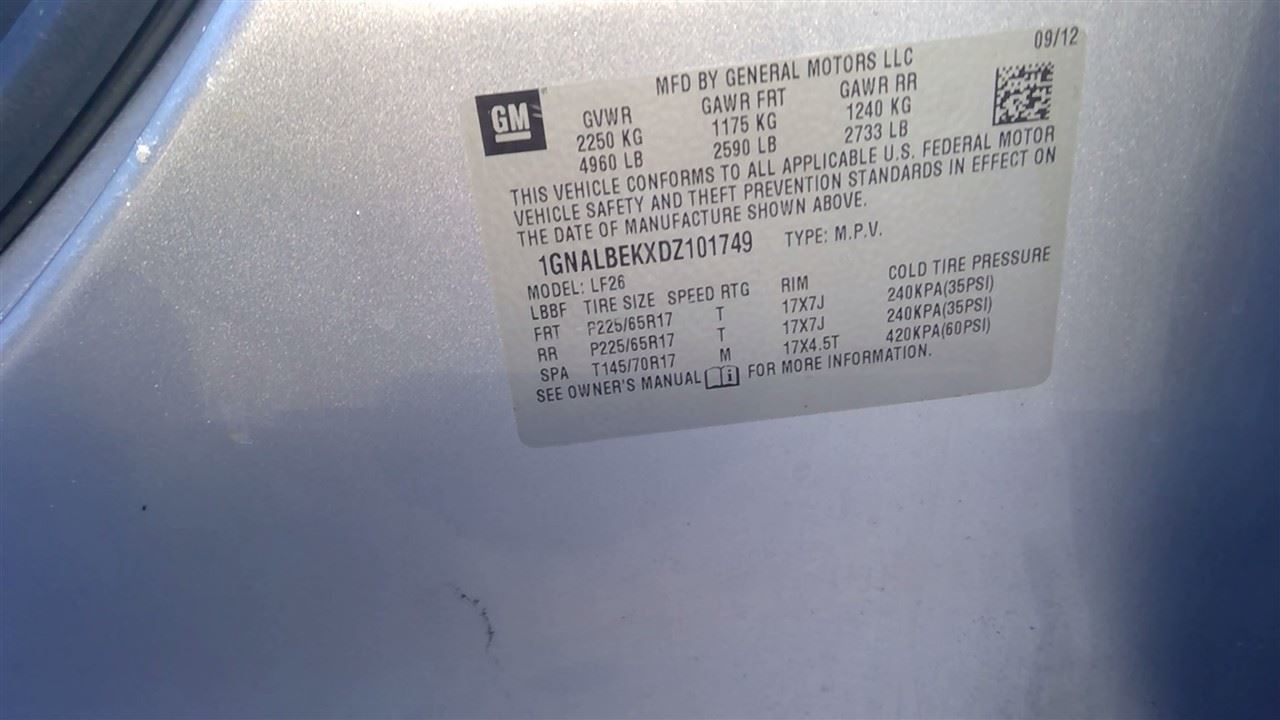 09/12
MFD BY GENERAL MOTORS LLC
GM
GVWR GAWR FRT GAWR RR
2250 KG 1175 KG 1240 KG
4960 LB 2590 LB 2733 LB
THIS VEHICLE CONFORMS TO ALL APPLICABLE U.S. FEDERAL MOTOR
VEHICLE SAFETY AND THEFT PREVENTION STANDARDS IN EFFECT ON
THE DATE OF MANUFACTURE SHOWN ABOVE.
1GNALBEKXDZ101749 TYPE: M.P.V.
MODEL: LF26
LBBF TIRE SIZE SPEED RTG RIM COLD TIRE PRESSURE
FRT P225/65R17 T 17X7J 240KPA(35PSI)
RR P225/65R17 T 17X7J 240KPA(35PSI)
SPA T145/70R17 M 17X4.5T 420KPA(60PSI)
SEE OWNER'S MANUAL FOR MORE INFORMATION.